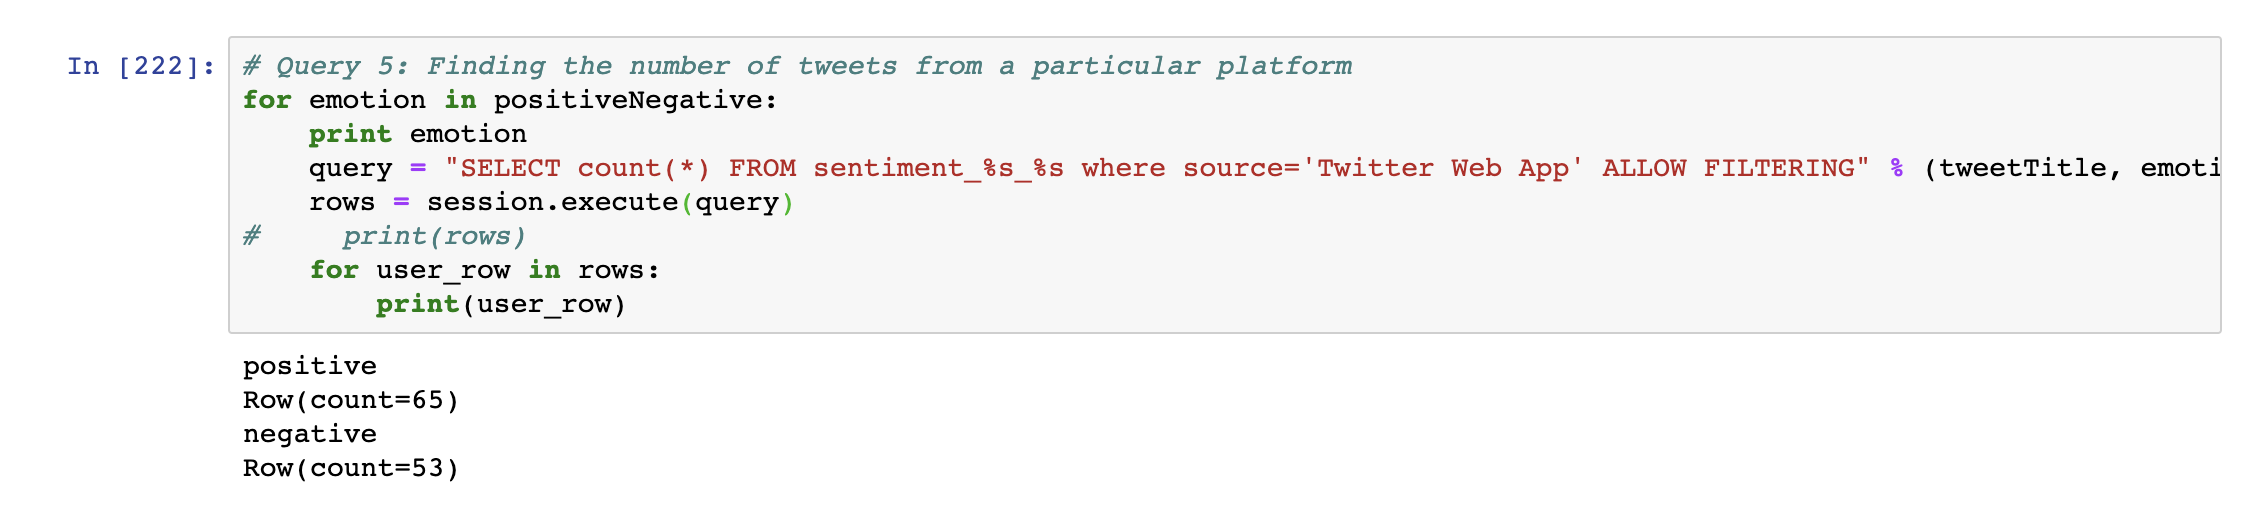 In [222]:
# Query 5: Finding the number of tweets from a particular platform
for emotion in positiveNegative:
    print emotion
    query = "SELECT count(*) FROM sentiment_%s_%s where source='Twitter Web App' ALLOW FILTERING" % (tweetTitle, emoti
    rows = session.execute(query)
#     print(rows)
    for user_row in rows:
        print(user_row)
positive
Row(count=65)
negative
Row(count=53)